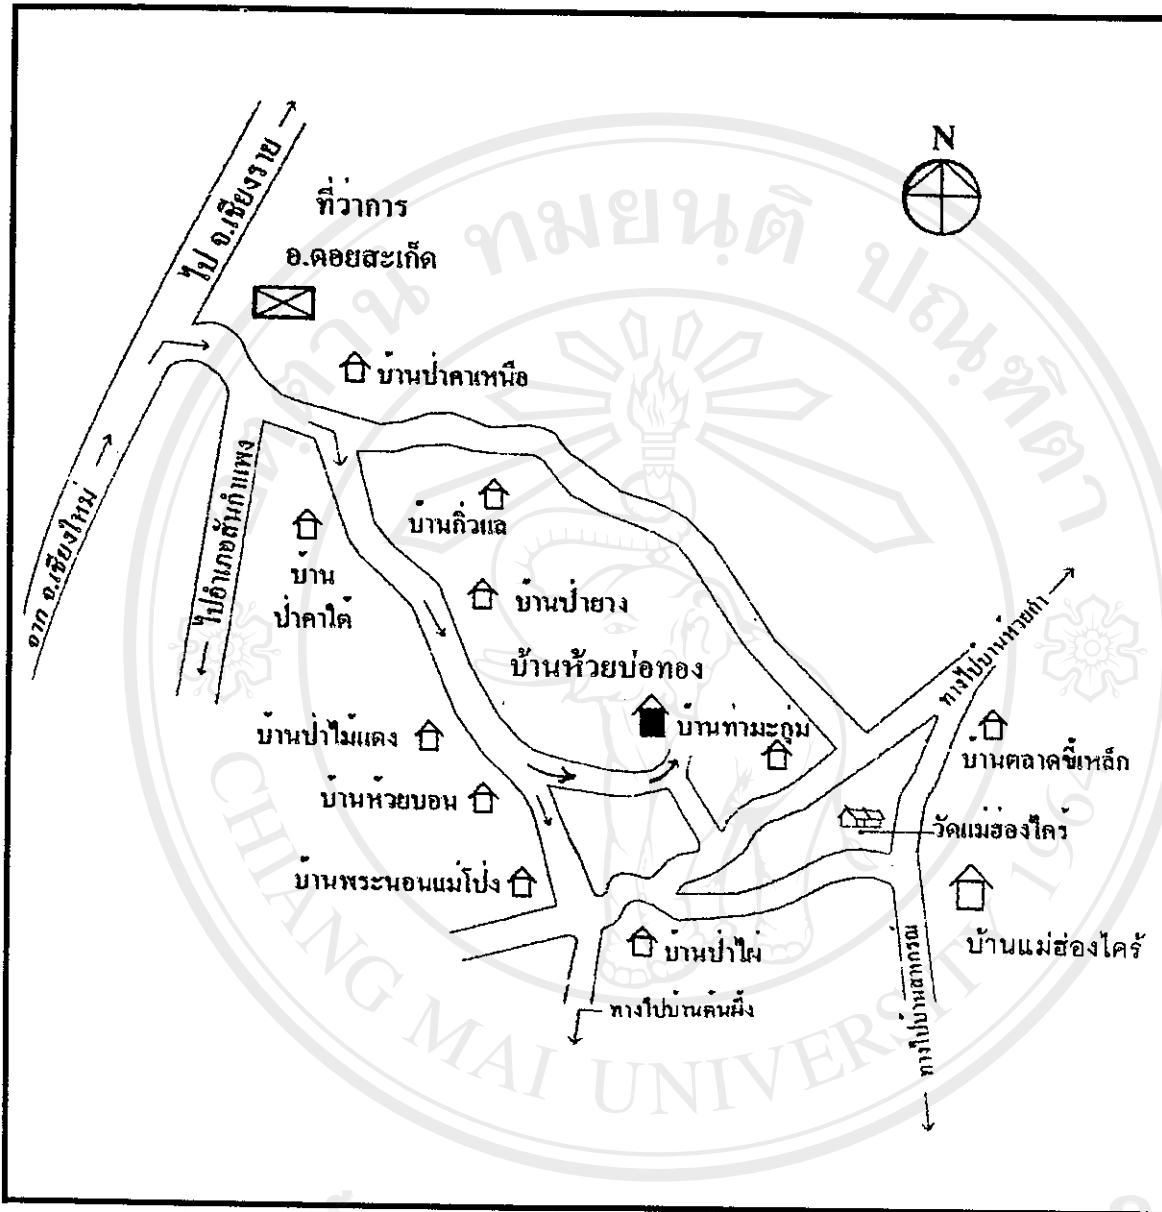 N
ไป จ.เชียงราย
ที่ว่าการ
อ.ดอยสะเก็ด
บ้านป่าคาเหนือ
จาก จ.เชียงใหม่
ไปอำเภอสันกำแพง
บ้านกิ่วแล
บ้าน
ป่าคาใต้
บ้านป่ายาง
บ้านห้วยบ่อทอง
บ้านท่ามะกุ่ม
ทางไปบ้านห้วยกำ
บ้านป่าไม้แดง
บ้านตลาดขี้เหล็ก
บ้านห้วยบอน
วัดแม่ฮ่องไคร้
บ้านพระนอนแม่โป่ง
บ้านป่าไผ่
บ้านแม่ฮ่องไคร้
ทางไปบ้านต้นผึ้ง
ทางไปบ้านสหกรณ์
CHIANG MAI UNIVERSITY 1964